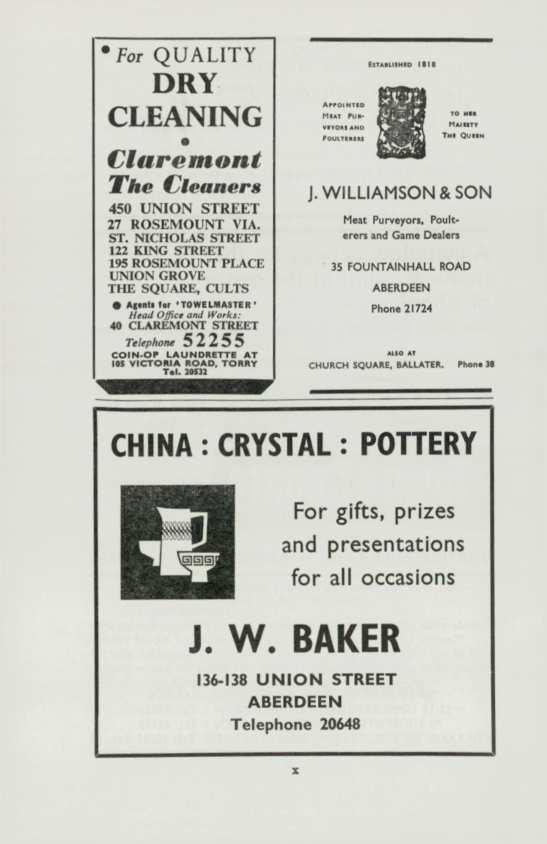 For QUALITY
DRY
CLEANING
Claremont
The Cleaners
450 UNION STREET
27 ROSEMOUNT VIA.
ST. NICHOLAS STREET
122 KING STREET
195 ROSEMOUNT PLACE
UNION GROVE
THE SQUARE, CULTS
Agents for 'TOWELMASTER'
Head Office and Works:
40 CLAREMONT STREET
Telephone 52255
COIN-OP LAUNDRETTE AT
105 VICTORIA ROAD, TORRY
Tel. 20532
ESTABLISHED 1818
APPOINTED
MEAT PUR-
VEYORS AND
POULTERERS
TO HER
MAJESTY
THE QUEEN
J. WILLIAMSON & SON
Meat Purveyors, Poult-
erers and Game Dealers
35 FOUNTAINHALL ROAD
ABERDEEN
Phone 21724
ALSO AT
CHURCH SQUARE, BALLATER. Phone 38
CHINA : CRYSTAL : POTTERY
For gifts, prizes
and presentations
for all occasions
J. W. BAKER
136-138 UNION STREET
ABERDEEN
Telephone 20648
x